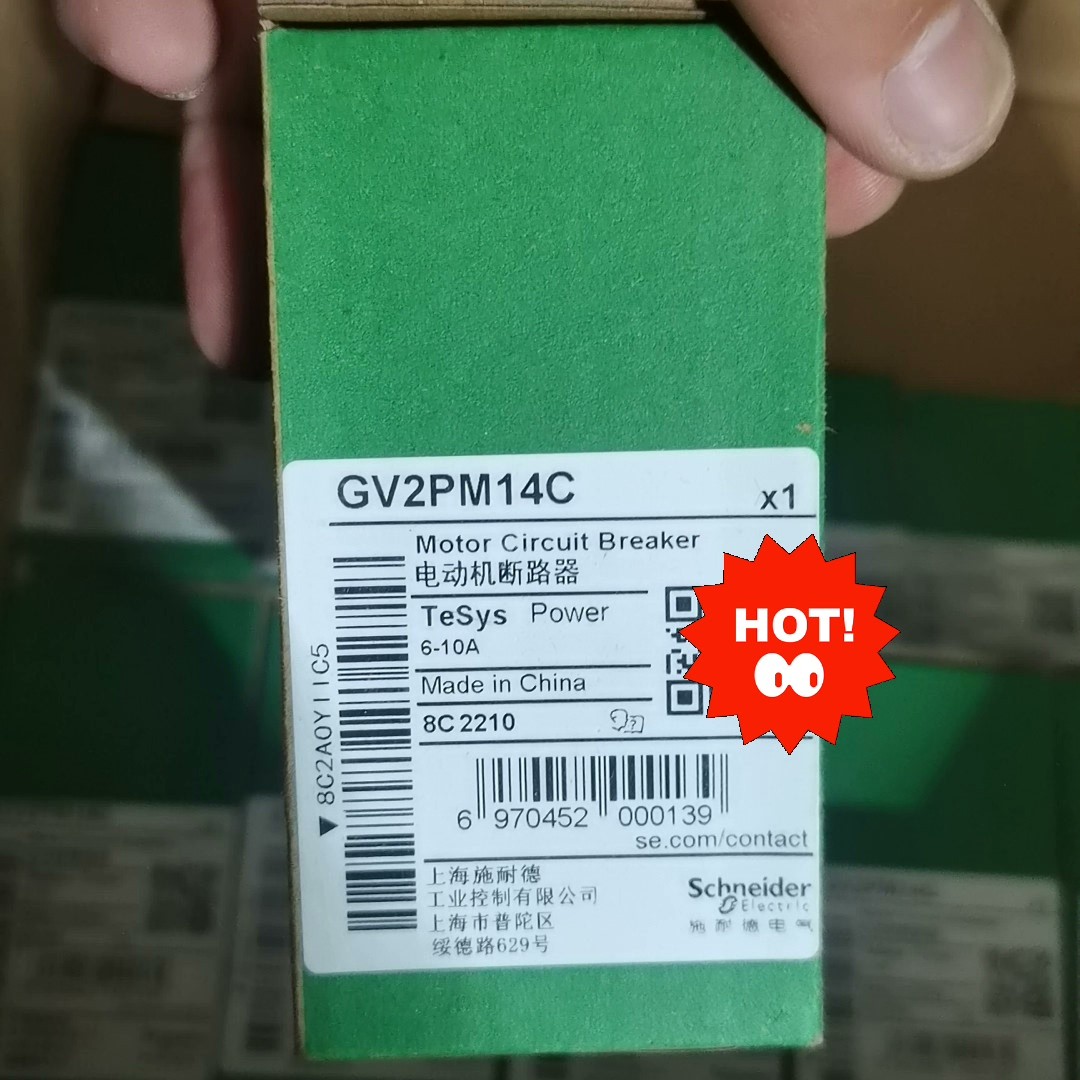 GV2PM14C
x1
Motor Circuit Breaker
电动机断路器
TeSys Power
6-10A
Made in China
8C 2210
8C2A0Y11C5
HOT!
6 970452 000139
se.com/contact
上海施耐德
工业控制有限公司
上海市普陀区
绥德路629号
Schneider
Electric
施耐德电气